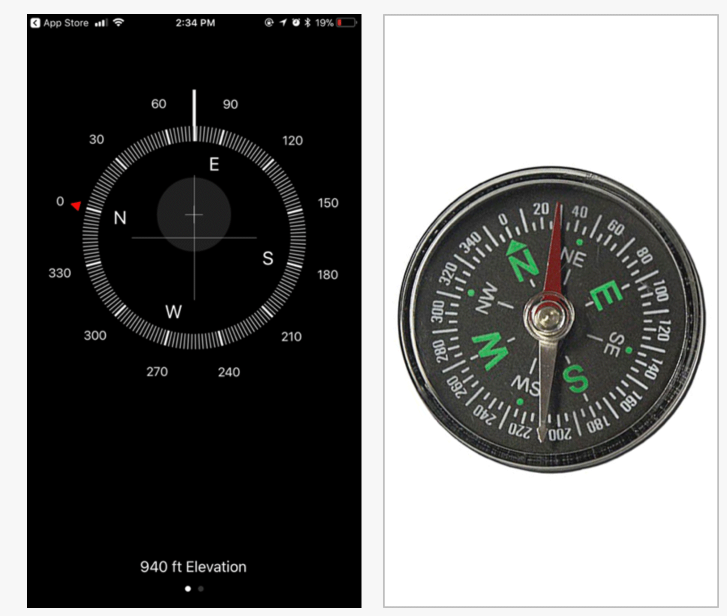 App Store 2:34 PM 19%
60 90
30 120
E
0 150
N
S
330 180
W
300 210
270 240
940 ft Elevation
0 20 40 60 80 100 120 140 160 180 200 220 240 260 280 300 320 340
N NE E SE S SW W NW